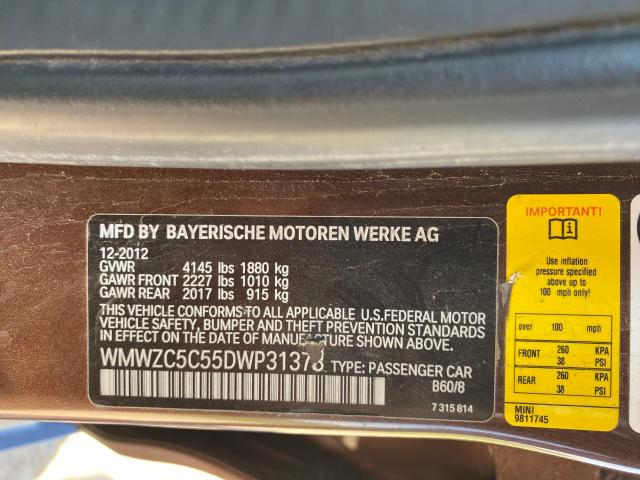 MFD BY BAYERISCHE MOTOREN WERKE AG
12-2012
GVWR 4145 lbs 1880 kg
GAWR FRONT 2227 lbs 1010 kg
GAWR REAR 2017 lbs 915 kg
THIS VEHICLE CONFORMS TO ALL APPLICABLE U.S.FEDERAL MOTOR
VEHICLE SAFETY, BUMPER AND THEFT PREVENTION STANDARDS
IN EFFECT ON THE DATE OF MANUFACTURE SHOWN ABOVE.
TYPE: PASSENGER CAR
B60/8
7 315 814
IMPORTANT!
Use inflation
pressure specified
above up to
100 mph only!
over 100 mph
FRONT 260 KPA
38 PSI
REAR 260 KPA
38 PSI
MINI
9811745